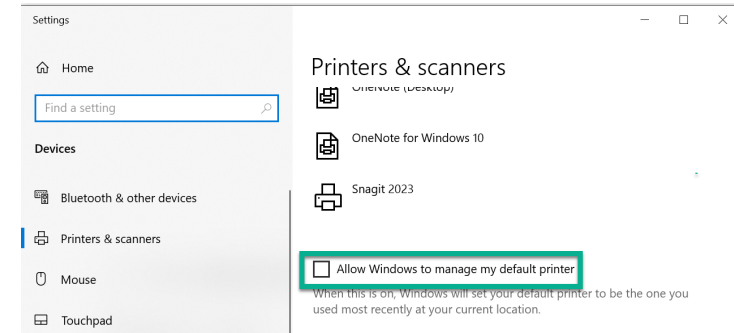 Settings
Home
Find a setting
Devices
Bluetooth & other devices
Printers & scanners
Mouse
Touchpad
Printers & scanners
OneNote (Desktop)
OneNote for Windows 10
Snagit 2023
Allow Windows to manage my default printer
When this is on, Windows will set your default printer to be the one you
used most recently at your current location.